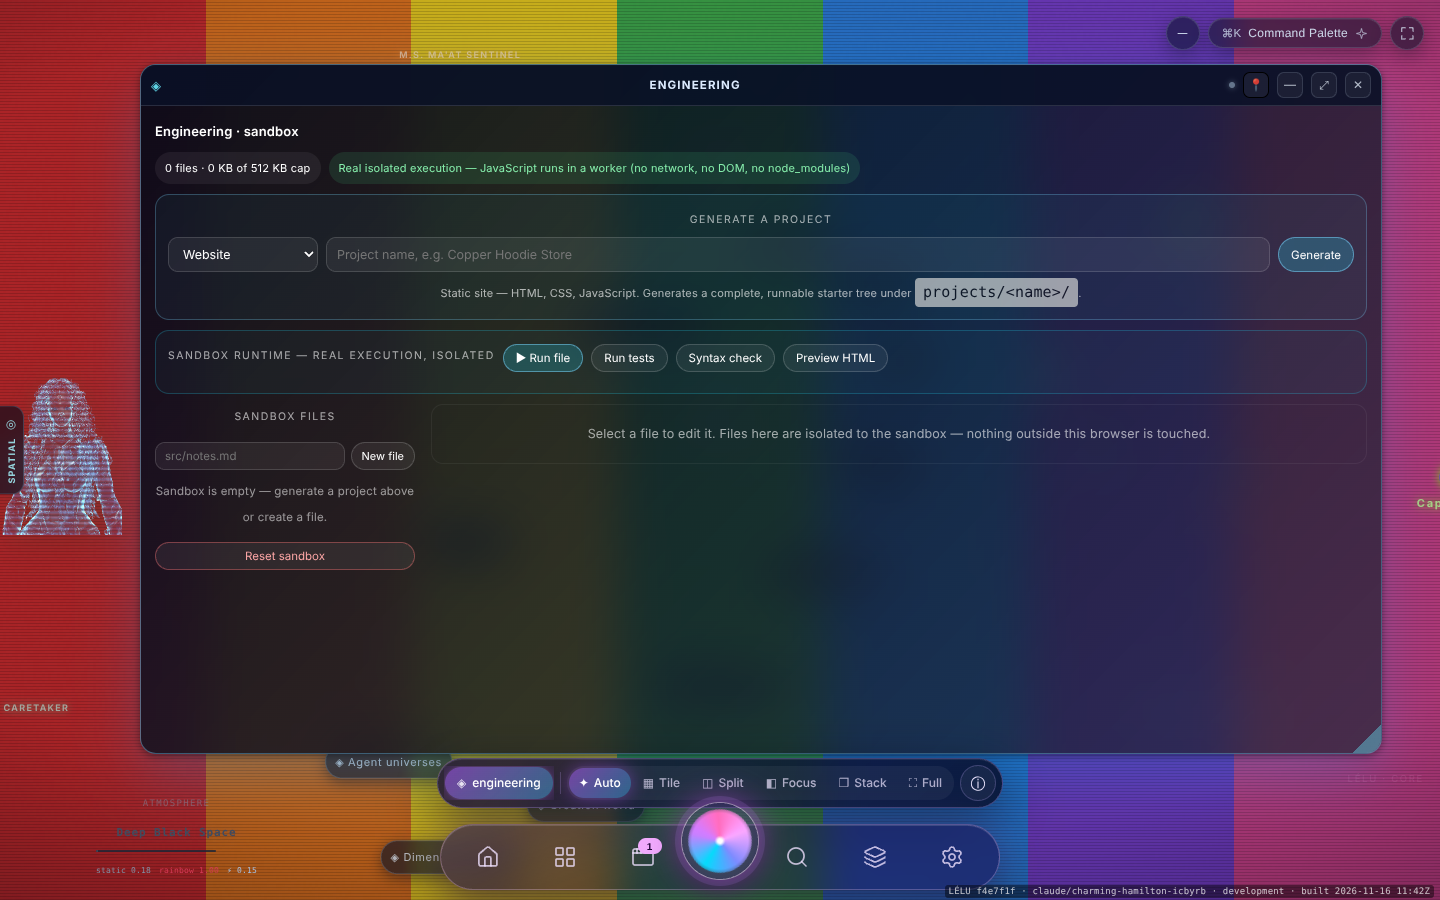 M.S. MA'AT SENTINEL
⌘K Command Palette
ENGINEERING
Engineering · sandbox
0 files · 0 KB of 512 KB cap
Real isolated execution — JavaScript runs in a worker (no network, no DOM, no node_modules)
GENERATE A PROJECT
Website
Project name, e.g. Copper Hoodie Store
Generate
Static site — HTML, CSS, JavaScript. Generates a complete, runnable starter tree under projects/<name>/.
SANDBOX RUNTIME — REAL EXECUTION, ISOLATED
▶ Run file
Run tests
Syntax check
Preview HTML
SANDBOX FILES
src/notes.md
New file
Sandbox is empty — generate a project above
or create a file.
Reset sandbox
Select a file to edit it. Files here are isolated to the sandbox — nothing outside this browser is touched.
SPATIAL
Cap
CARETAKER
◈ Agent universes
◈ engineering
✦ Auto
Tile
Split
Focus
Stack
Full
LÉLU CORE
ATMOSPHERE
Deep Black Space
◈ Dimen
1
static 0.18
⚡ 0.15
LÉLU f4e7f1f · claude/charming-hamilton-icbyrb · development · built 2026-11-16 11:42Z